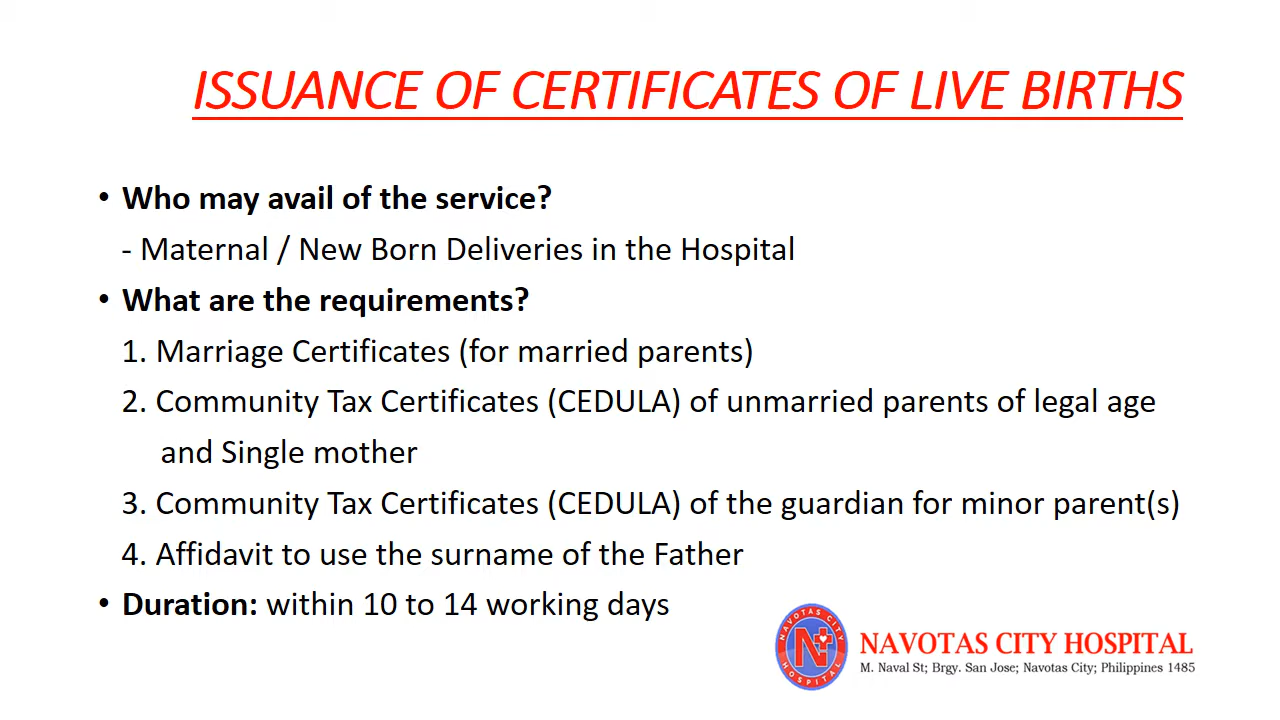 ISSUANCE OF CERTIFICATES OF LIVE BIRTHS
• Who may avail of the service?
- Maternal / New Born Deliveries in the Hospital
• What are the requirements?
1. Marriage Certificates (for married parents)
2. Community Tax Certificates (CEDULA) of unmarried parents of legal age
and Single mother
3. Community Tax Certificates (CEDULA) of the guardian for minor parent(s)
4. Affidavit to use the surname of the Father
• Duration: within 10 to 14 working days
NAVOTAS CITY
N
HOSPITAL
NAVOTAS CITY HOSPITAL
M. Naval St; Brgy. San Jose; Navotas City; Philippines 1485